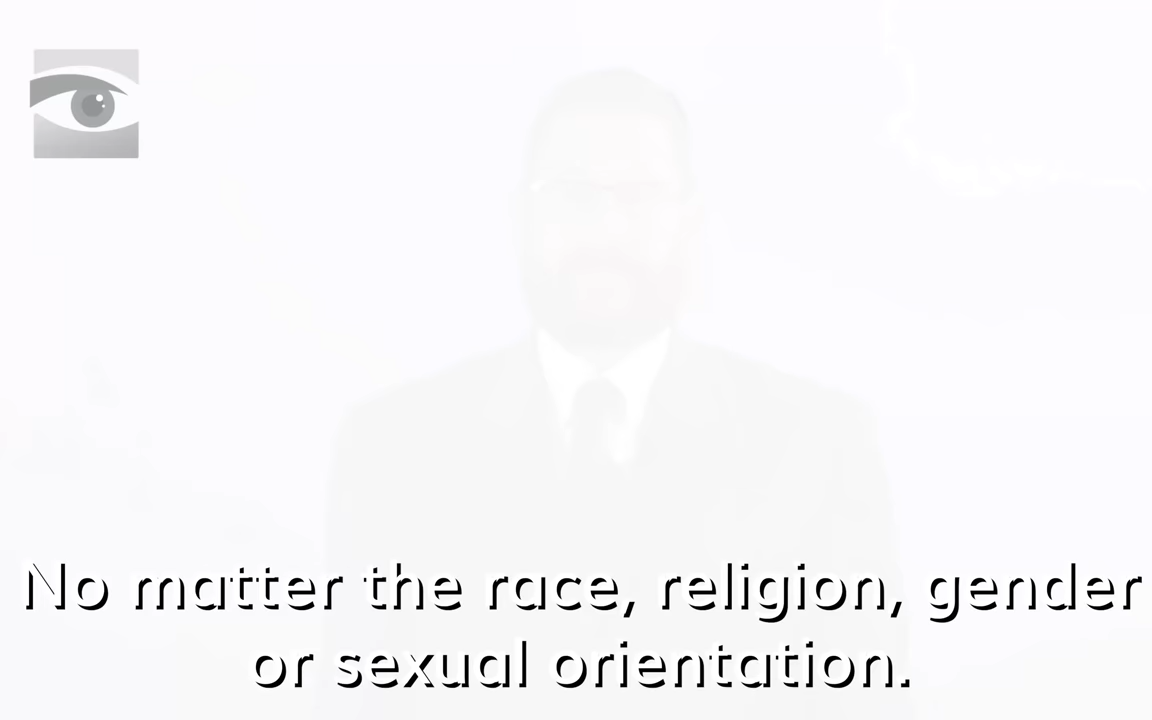 No matter the race, religion, gender
or sexual orientation.